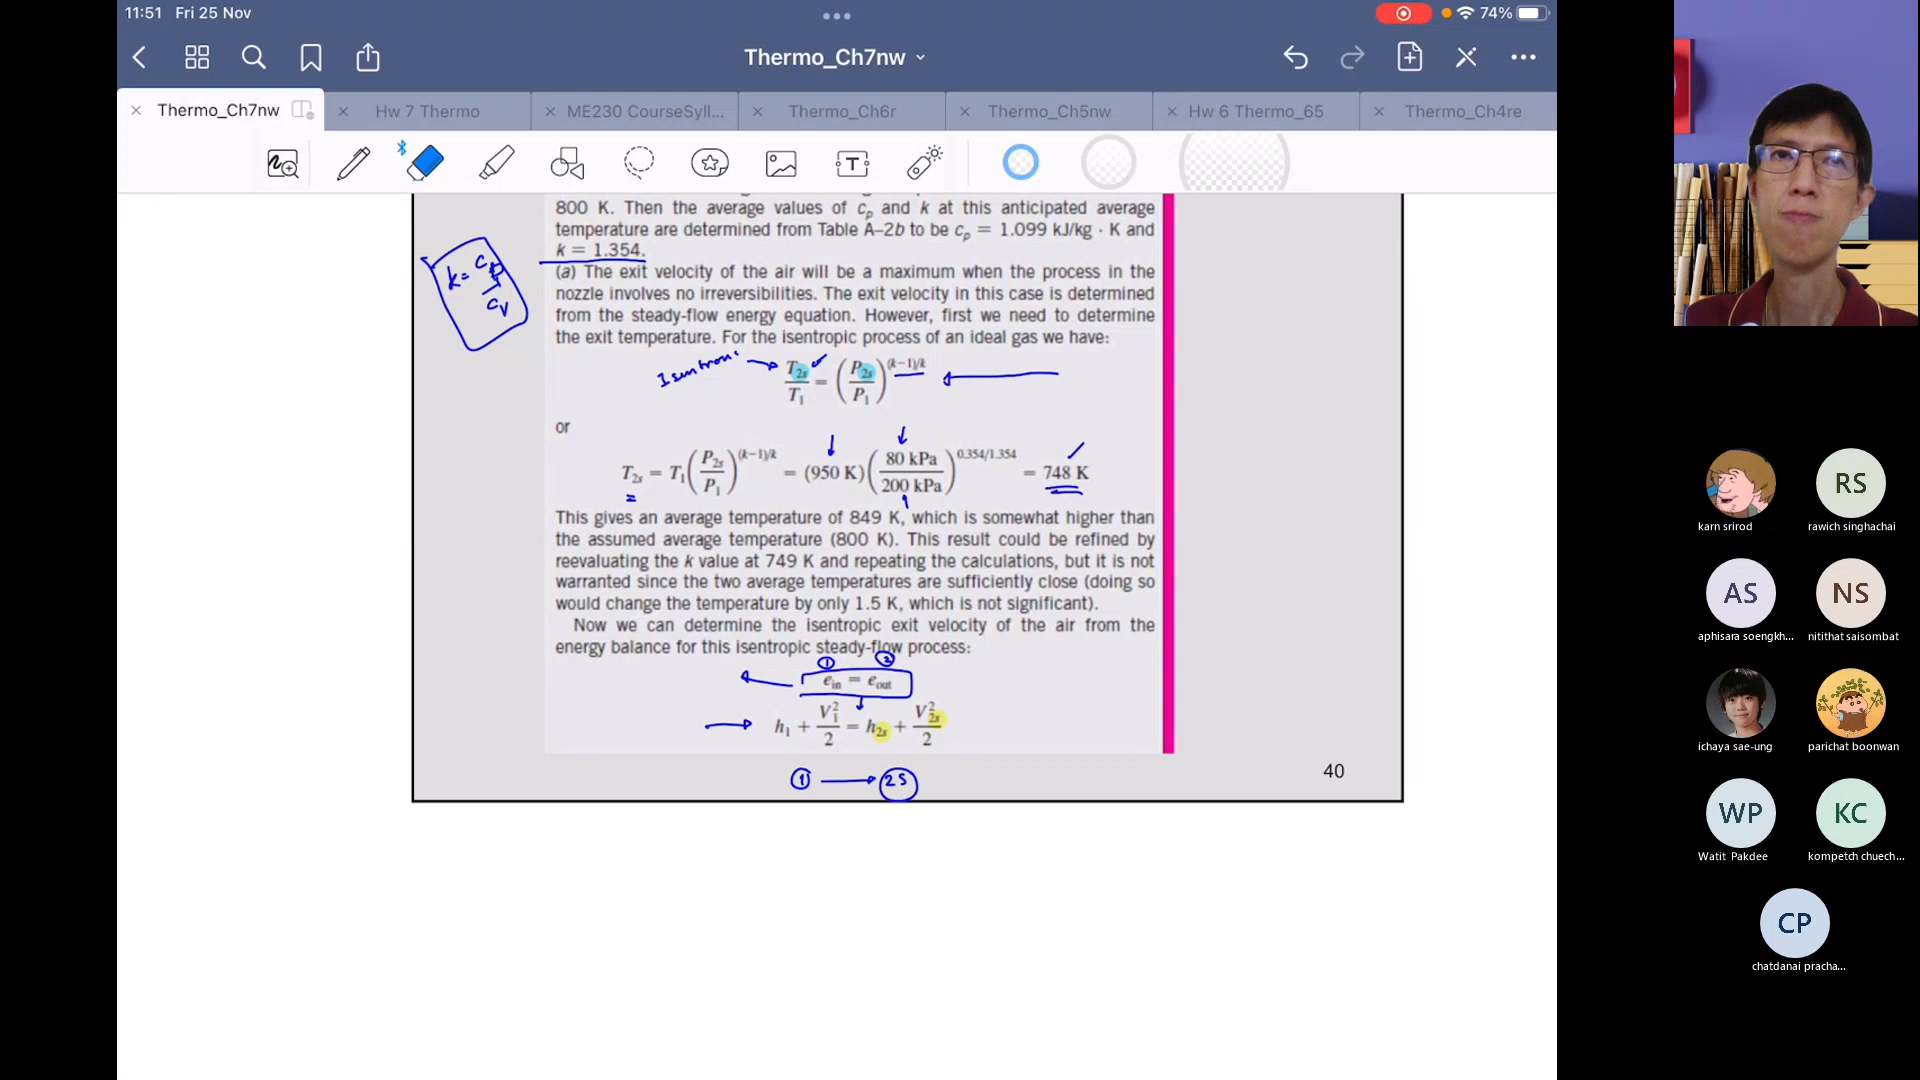 11:51 Fri 25 Nov
74%
Thermo_Ch7nw
Thermo_Ch7nw
Hw 7 Thermo
ME230 CourseSyll...
Thermo_Ch6r
Thermo_Ch5nw
Hw 6 Thermo_65
Thermo_Ch4re
800 K. Then the average values of cp and k at this anticipated average
temperature are determined from Table A–2b to be cp = 1.099 kJ/kg · K and
k = 1.354.
k = cp/cv
(a) The exit velocity of the air will be a maximum when the process in the
nozzle involves no irreversibilities. The exit velocity in this case is determined
from the steady-flow energy equation. However, first we need to determine
the exit temperature. For the isentropic process of an ideal gas we have:
T2s/T1 = (P2s/P1)^(k−1)/k
or
T2s = T1(P2s/P1)^(k−1)/k = (950 K)(80 kPa/200 kPa)^0.354/1.354 = 748 K
This gives an average temperature of 849 K, which is somewhat higher than
the assumed average temperature (800 K). This result could be refined by
reevaluating the k value at 749 K and repeating the calculations, but it is not
warranted since the two average temperatures are sufficiently close (doing so
would change the temperature by only 1.5 K, which is not significant).
Now we can determine the isentropic exit velocity of the air from the
energy balance for this isentropic steady-flow process:
① ②
ein = eout
h1 + V1²/2 = h2s + V2s²/2
① → 2s
40
karn srirod
RS
rawich singhachai
AS
aphisara soengkh...
NS
nitithat saisombat
ichaya sae-ung
parichat boonwan
WP
Watit Pakdee
KC
kompetch chuech...
CP
chatdanai pracha...